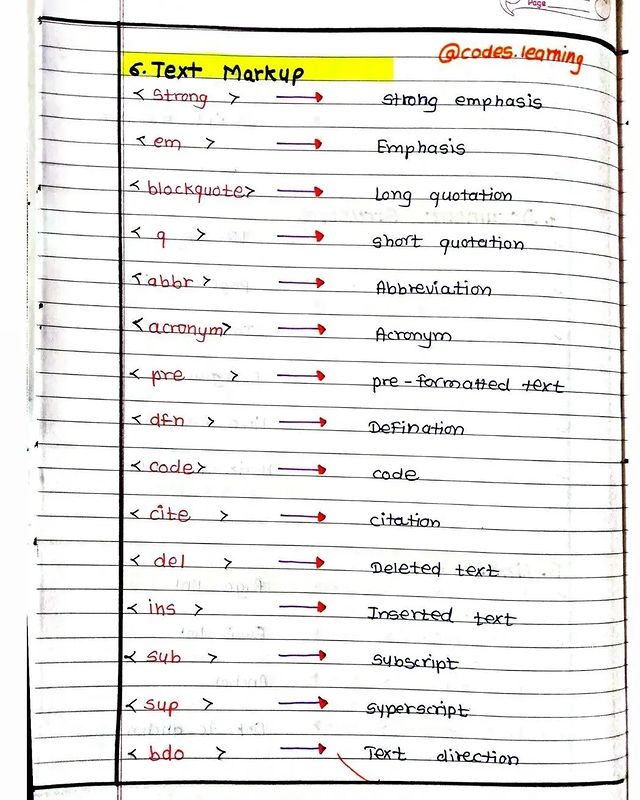 Page
@codes.learning
6. Text Markup
< strong > → strong emphasis
< em > → Emphasis
< blockquote> → Long quotation
< q > → short quotation
< abbr > → Abbreviation
< acronym> → Acronym
< pre > → pre-formatted text
< dfn > → Defination
< code> → code
< cite > → citation
< del > → Deleted text
< ins > → Inserted text
< sub > → subscript
< sup > → syperscript
< bdo > → Text direction